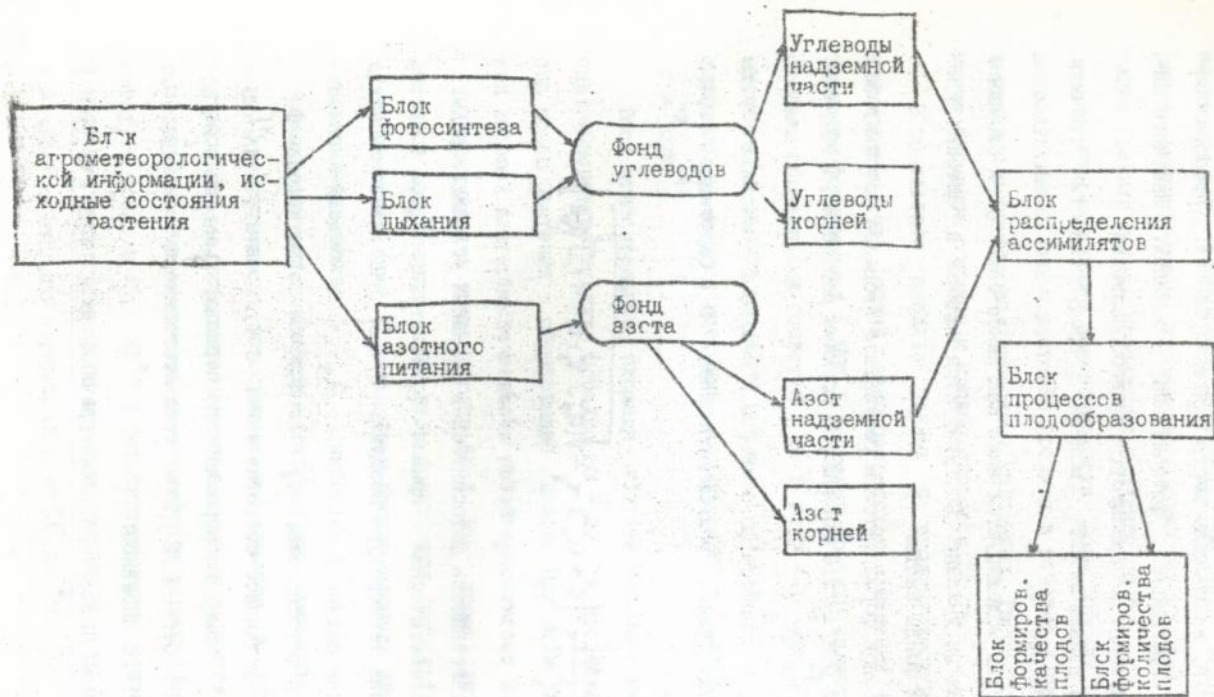 Блок
агрометеорологичес-
кой информации, ис-
ходные состояния
растения
Блок
фотосинтеза
Блок
дыхания
Блок
азотного
питания
Фонд
углеводов
Фонд
азота
Углеводы
надземной
части
Углеводы
корней
Азот
надземной
части
Азот
корней
Блок
распределения
ассимилятов
Блок
процессов
плодообразования
Блок
формиров.
качества
плодов
Блок
формиров.
количества
плодов